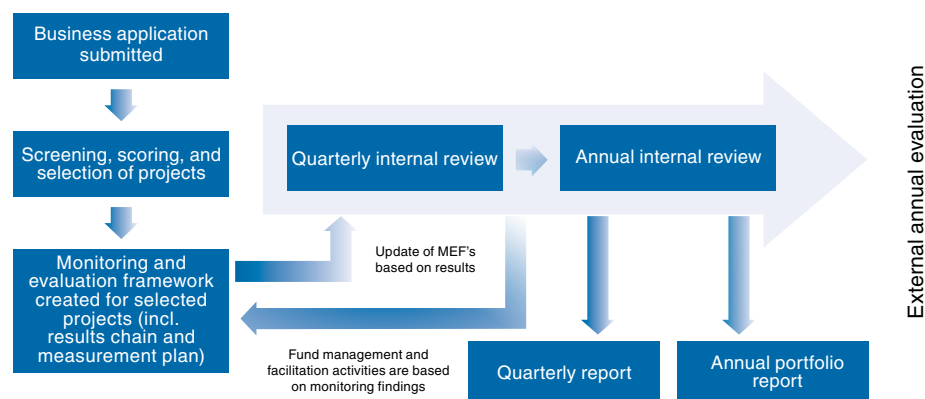 Business application
submitted
Screening, scoring, and
selection of projects
Monitoring and
evaluation framework
created for selected
projects (incl.
results chain and
measurement plan)
Quarterly internal review
Annual internal review
Update of MEF's
based on results
Fund management and
facilitation activities are based
on monitoring findings
Quarterly report
Annual portfolio
report
External annual evaluation